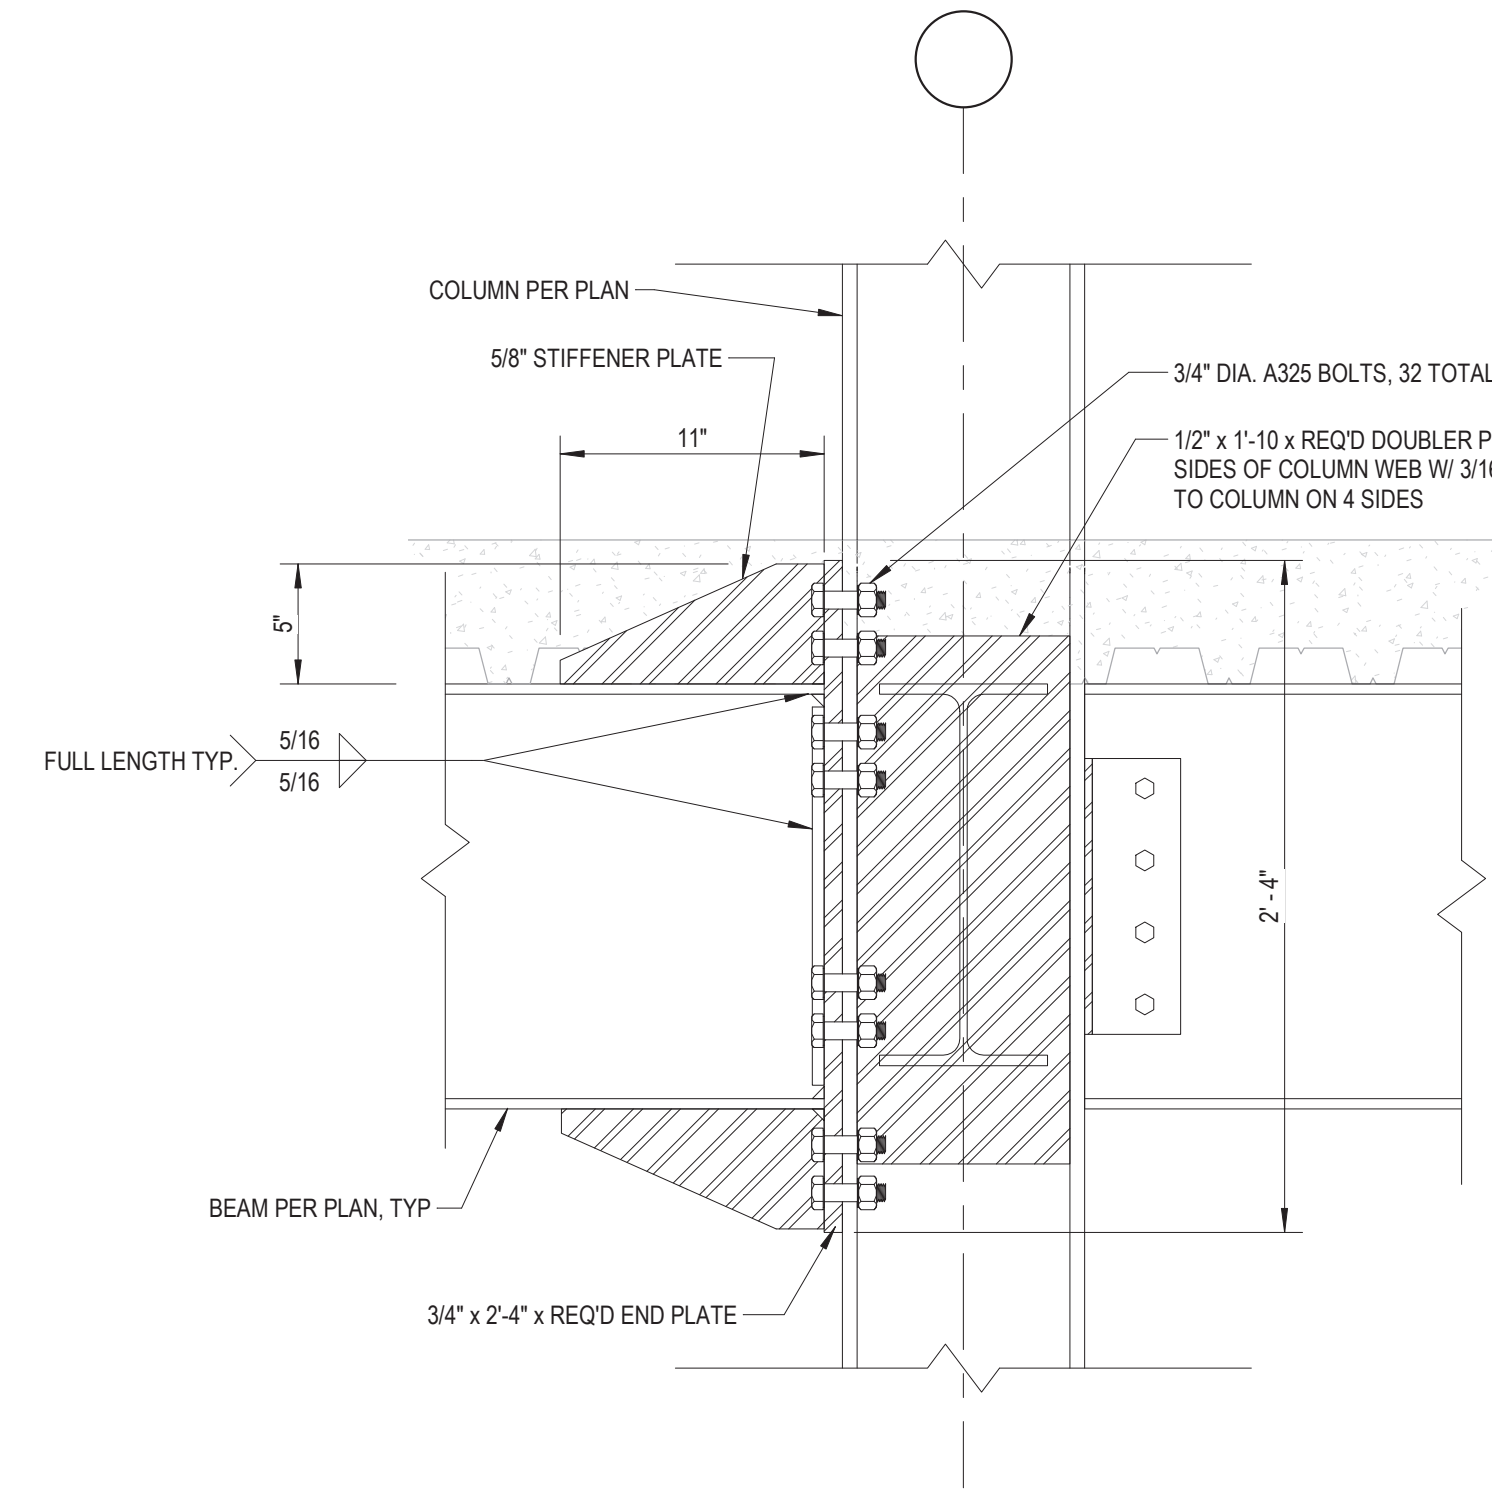 COLUMN PER PLAN
5/8" STIFFENER PLATE
3/4" DIA. A325 BOLTS, 32 TOTAL
11"
1/2" x 1'-10 x REQ'D DOUBLER P
SIDES OF COLUMN WEB W/ 3/16
TO COLUMN ON 4 SIDES
5"
FULL LENGTH TYP.
5/16
5/16
2' - 4"
BEAM PER PLAN, TYP
3/4" x 2'-4" x REQ'D END PLATE